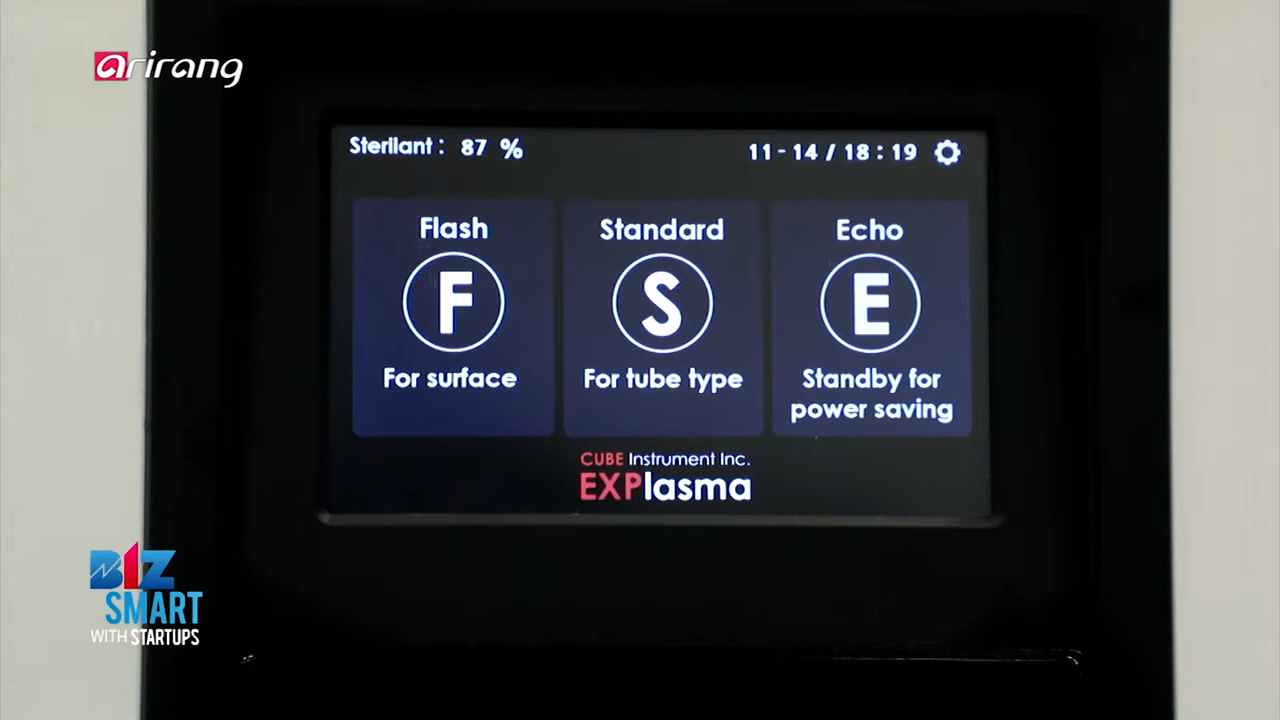 arirang
Sterilant : 87 %
11-14 / 18 : 19
Flash
F
For surface
Standard
S
For tube type
Echo
E
Standby for
power saving
CUBE Instrument Inc.
EXPlasma
BIZ
SMART
WITH STARTUPS